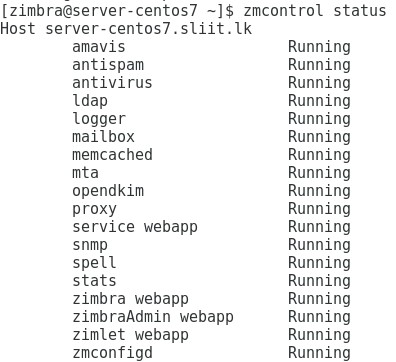 [zimbra@server-centos7 ~]$ zmcontrol status
Host server-centos7.sliit.lk
        amavis                  Running
        antispam                Running
        antivirus               Running
        ldap                    Running
        logger                  Running
        mailbox                 Running
        memcached               Running
        mta                     Running
        opendkim                Running
        proxy                   Running
        service webapp          Running
        snmp                    Running
        spell                   Running
        stats                   Running
        zimbra webapp           Running
        zimbraAdmin webapp      Running
        zimlet webapp           Running
        zmconfigd               Running